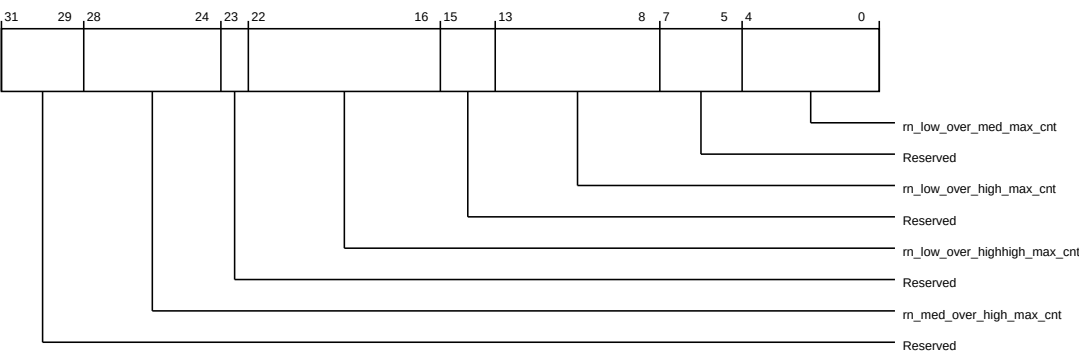 31 29 28 24 23 22 16 15 13 8 7 5 4 0
rn_low_over_med_max_cnt
Reserved
rn_low_over_high_max_cnt
Reserved
rn_low_over_highhigh_max_cnt
Reserved
rn_med_over_high_max_cnt
Reserved